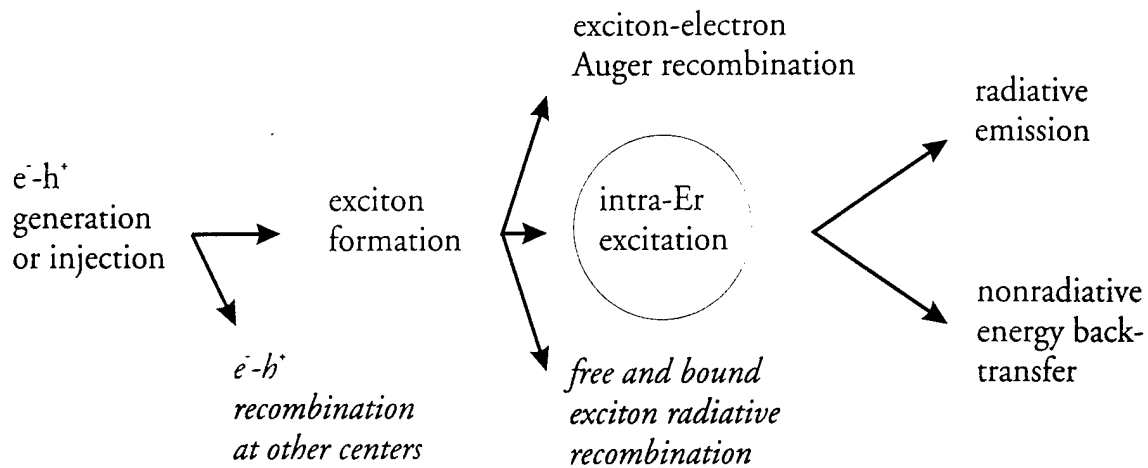 exciton-electron
Auger recombination
radiative
emission
e⁻-h⁺
generation
or injection
exciton
formation
intra-Er
excitation
nonradiative
energy back-
transfer
e⁻-h⁺
recombination
at other centers
free and bound
exciton radiative
recombination